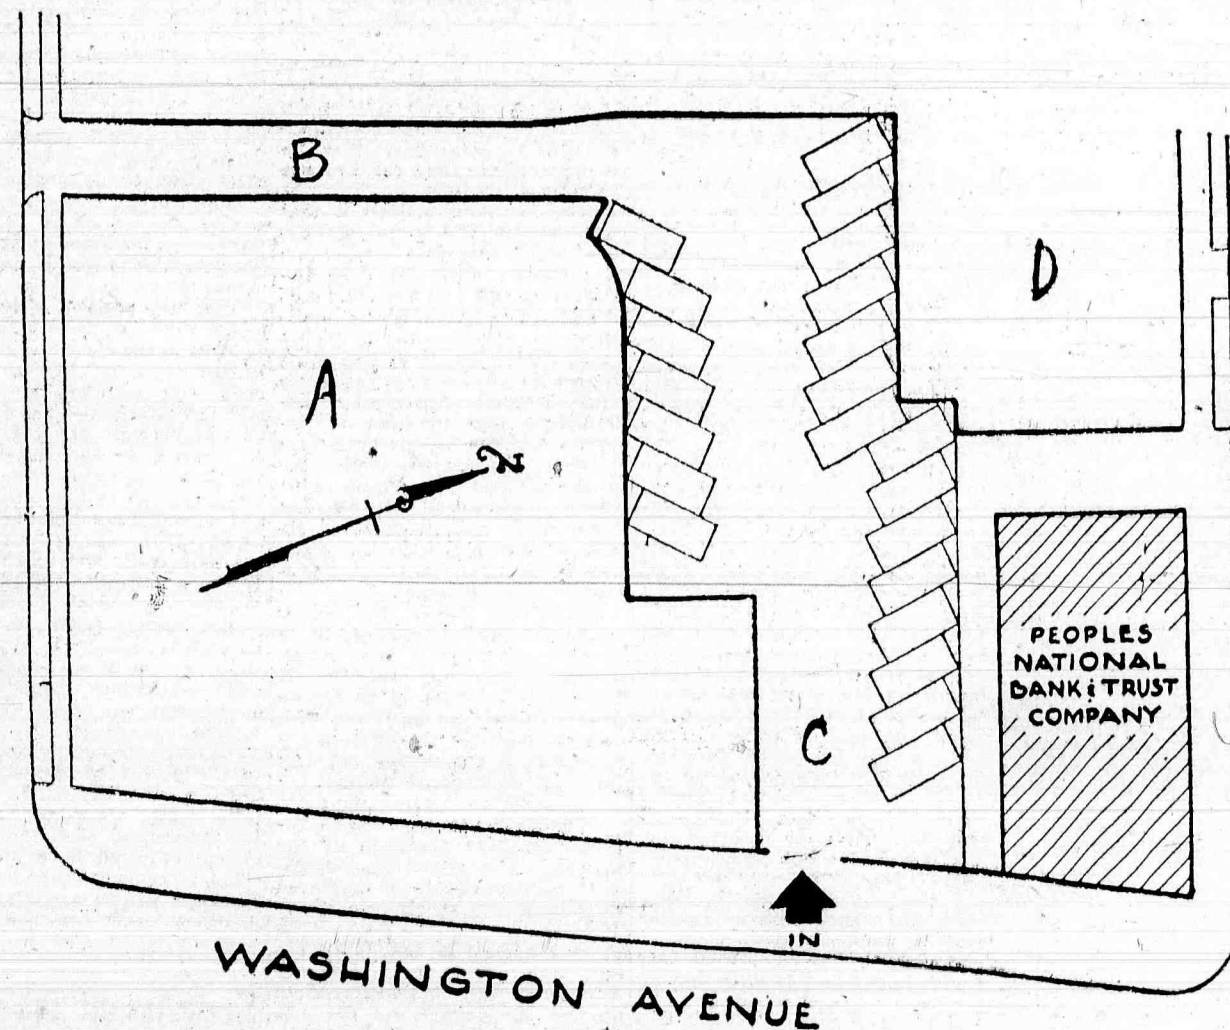 B
D
A
N
PEOPLES
NATIONAL
BANK & TRUST
COMPANY
C
IN
WASHINGTON AVENUE